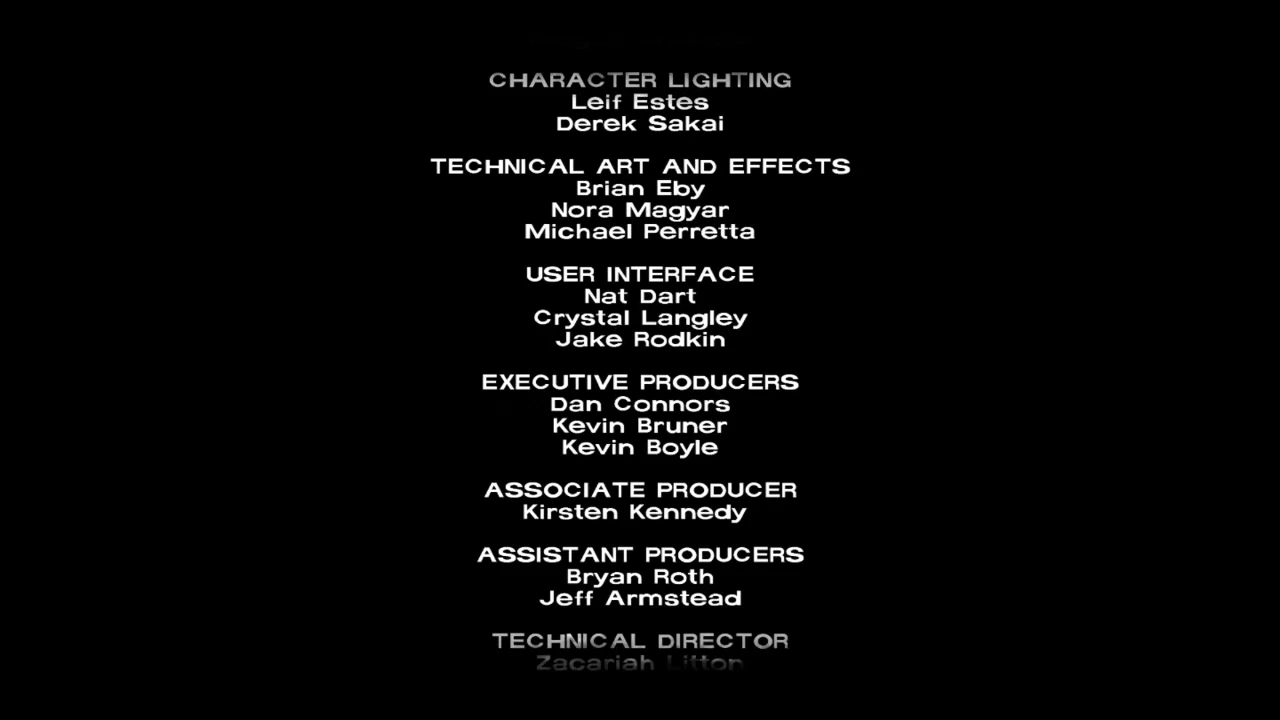 CHARACTER LIGHTING
Leif Estes
Derek Sakai
TECHNICAL ART AND EFFECTS
Brian Eby
Nora Magyar
Michael Perretta
USER INTERFACE
Nat Dart
Crystal Langley
Jake Rodkin
EXECUTIVE PRODUCERS
Dan Connors
Kevin Bruner
Kevin Boyle
ASSOCIATE PRODUCER
Kirsten Kennedy
ASSISTANT PRODUCERS
Bryan Roth
Jeff Armstead
TECHNICAL DIRECTOR
Zacariah Litton